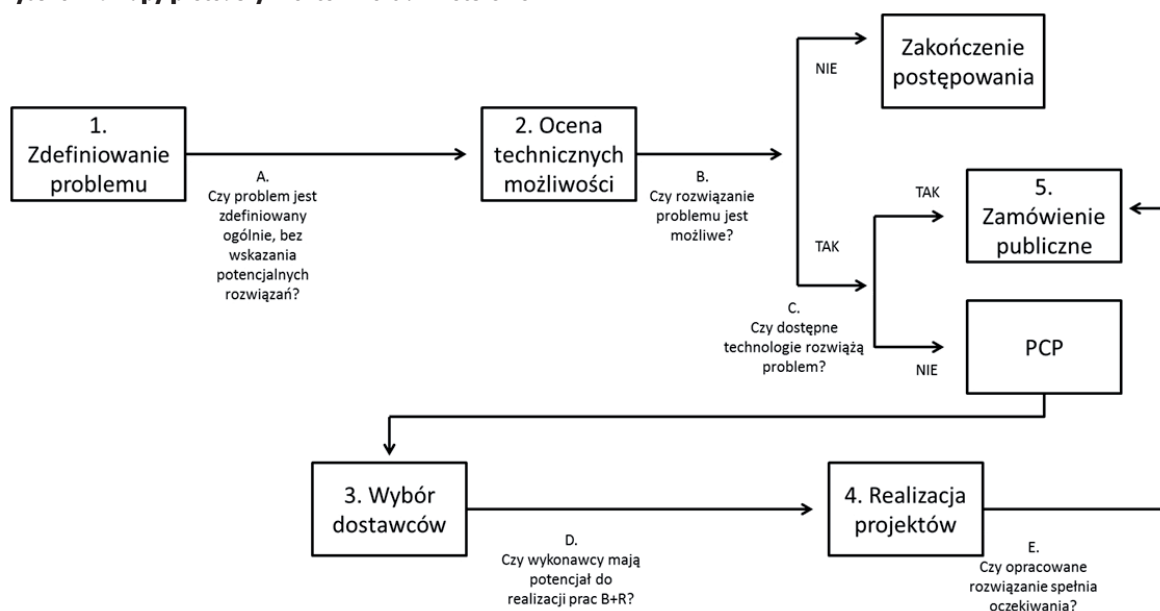 Zakończenie
postępowania
NIE
1.
Zdefiniowanie
problemu
2. Ocena
technicznych
możliwości
A.
Czy problem jest
zdefiniowany
ogólnie, bez
wskazania
potencjalnych
rozwiązań?
B.
Czy rozwiązanie
problemu jest
możliwe?
TAK
TAK
5.
Zamówienie
publiczne
C.
Czy dostępne
technologie rozwiążą
problem?
NIE
PCP
3. Wybór
dostawców
4. Realizacja
projektów
D.
Czy wykonawcy mają
potencjał do
realizacji prac B+R?
E.
Czy opracowane
rozwiązanie spełnia
oczekiwania?